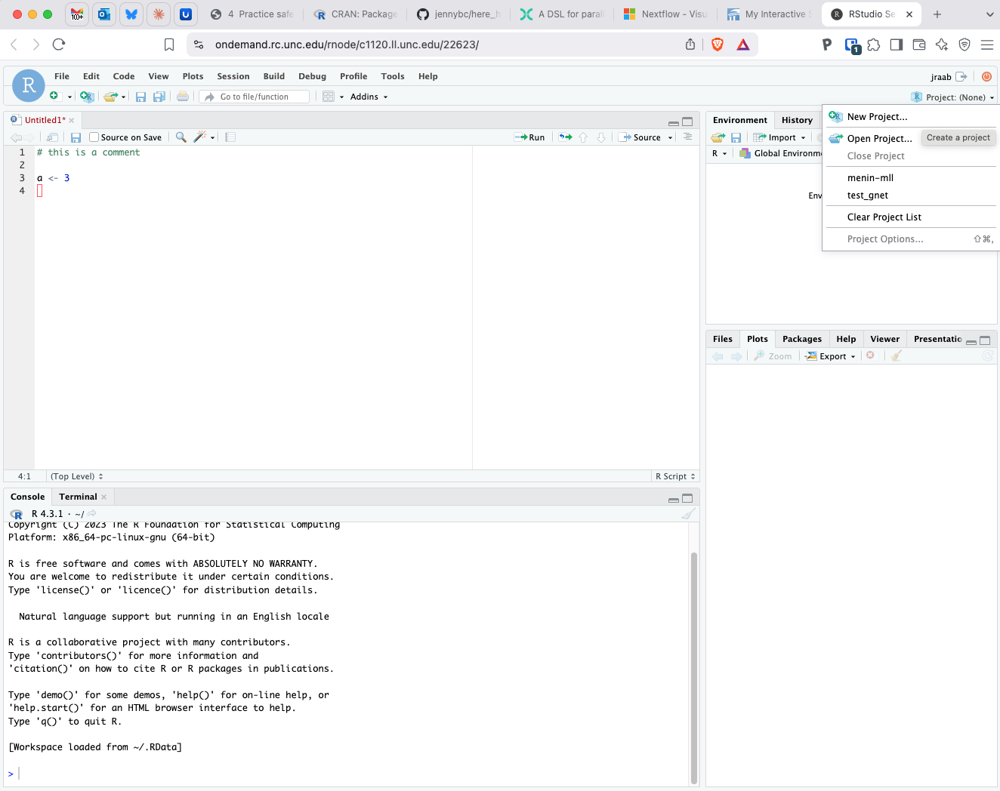 4 Practice safe
CRAN: Package
jennybc/here_h
A DSL for paral
Nextflow - Visu
My Interactive S
RStudio Se
100+
ondemand.rc.unc.edu/rnode/c1120.ll.unc.edu/22623/
1
File Edit Code View Plots Session Build Debug Profile Tools Help
jraab
Go to file/function
Addins
Project: (None)
Untitled1*
Source on Save
Run
Source
1 # this is a comment
2
3 a <- 3
4
4:1 (Top Level)
R Script
Console Terminal
R 4.3.1 · ~/
Copyright (C) 2023 The R Foundation for Statistical Computing
Platform: x86_64-pc-linux-gnu (64-bit)
R is free software and comes with ABSOLUTELY NO WARRANTY.
You are welcome to redistribute it under certain conditions.
Type 'license()' or 'licence()' for distribution details.
Natural language support but running in an English locale
R is a collaborative project with many contributors.
Type 'contributors()' for more information and
'citation()' on how to cite R or R packages in publications.
Type 'demo()' for some demos, 'help()' for on-line help, or
'help.start()' for an HTML browser interface to help.
Type 'q()' to quit R.
[Workspace loaded from ~/.RData]
>
Environment History
Import
R Global Environme
Env
New Project...
Open Project...
Create a project
Close Project
menin-mll
test_gnet
Clear Project List
Project Options... ⇧⌘,
Files Plots Packages Help Viewer Presentatio
Zoom Export